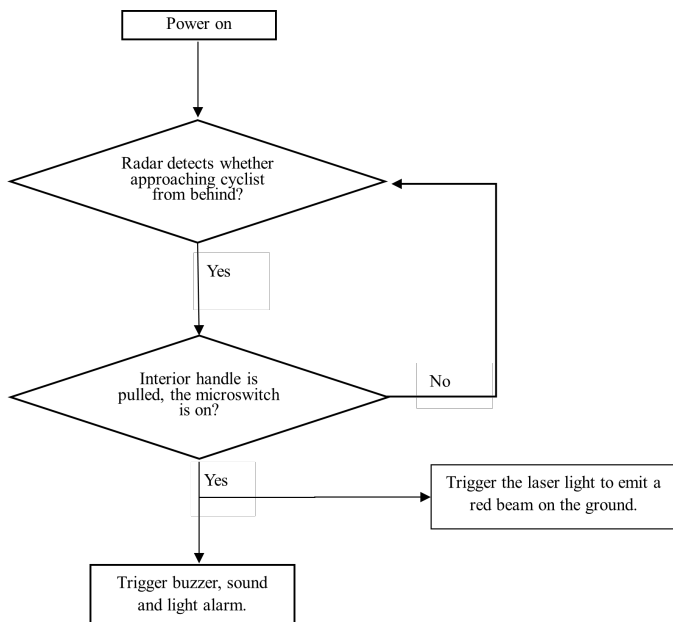 Power on
Radar detects whether
approaching cyclist
from behind?
Yes
Interior handle is
pulled, the microswitch
is on?
No
Yes
Trigger the laser light to emit a
red beam on the ground.
Trigger buzzer, sound
and light alarm.